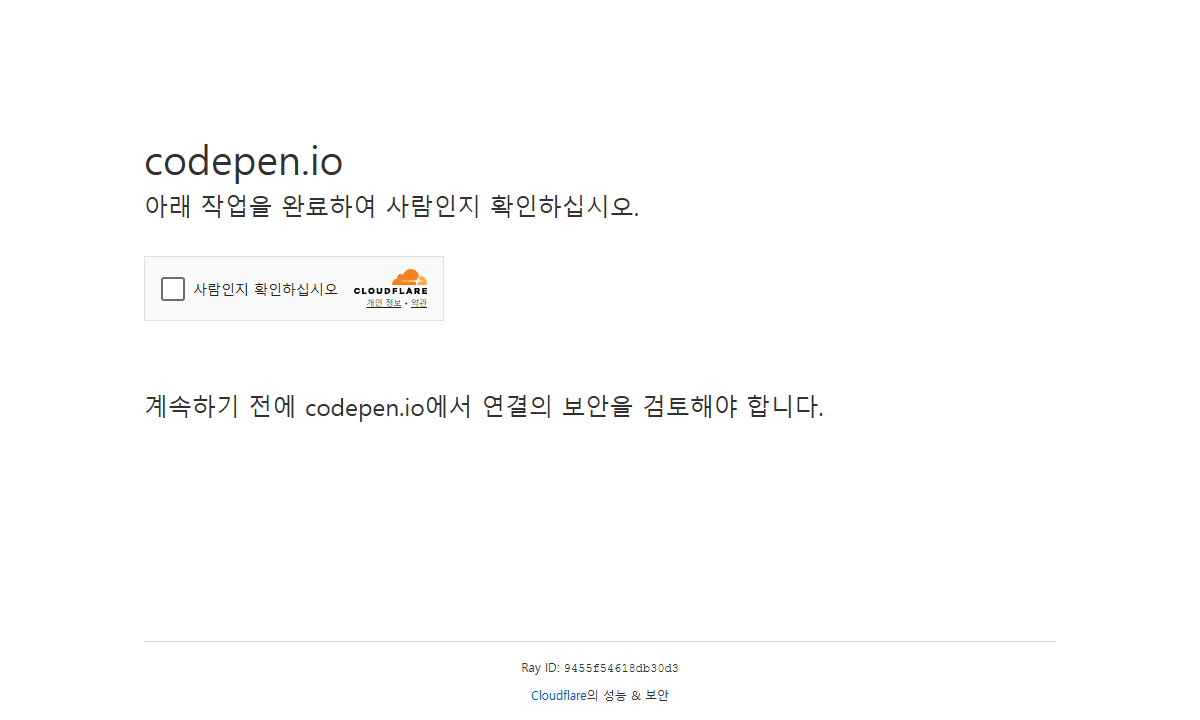 codepen.io
아래 작업을 완료하여 사람인지 확인하십시오.
사람인지 확인하십시오
CLOUDFLARE
개인 정보 • 약관
계속하기 전에 codepen.io에서 연결의 보안을 검토해야 합니다.
Ray ID: 9455f54618db30d3
Cloudflare의 성능 & 보안